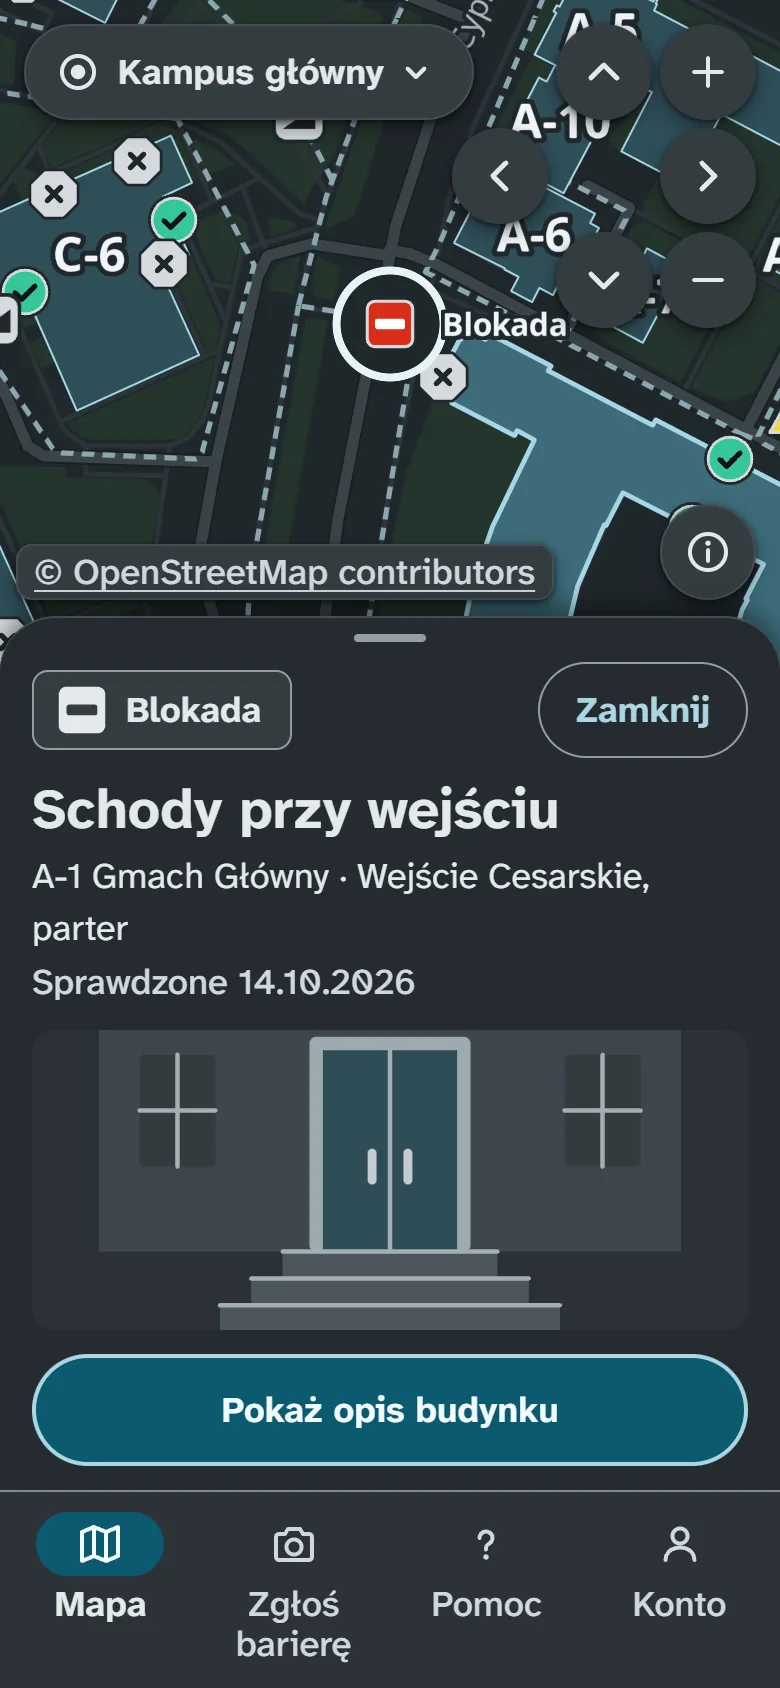 Kampus główny
A-5
A-10
A-6
C-6
Blokada
© OpenStreetMap contributors
Blokada
Zamknij
Schody przy wejściu
A-1 Gmach Główny · Wejście Cesarskie,
parter
Sprawdzone 14.10.2026
Pokaż opis budynku
Mapa
Zgłoś
barierę
Pomoc
Konto